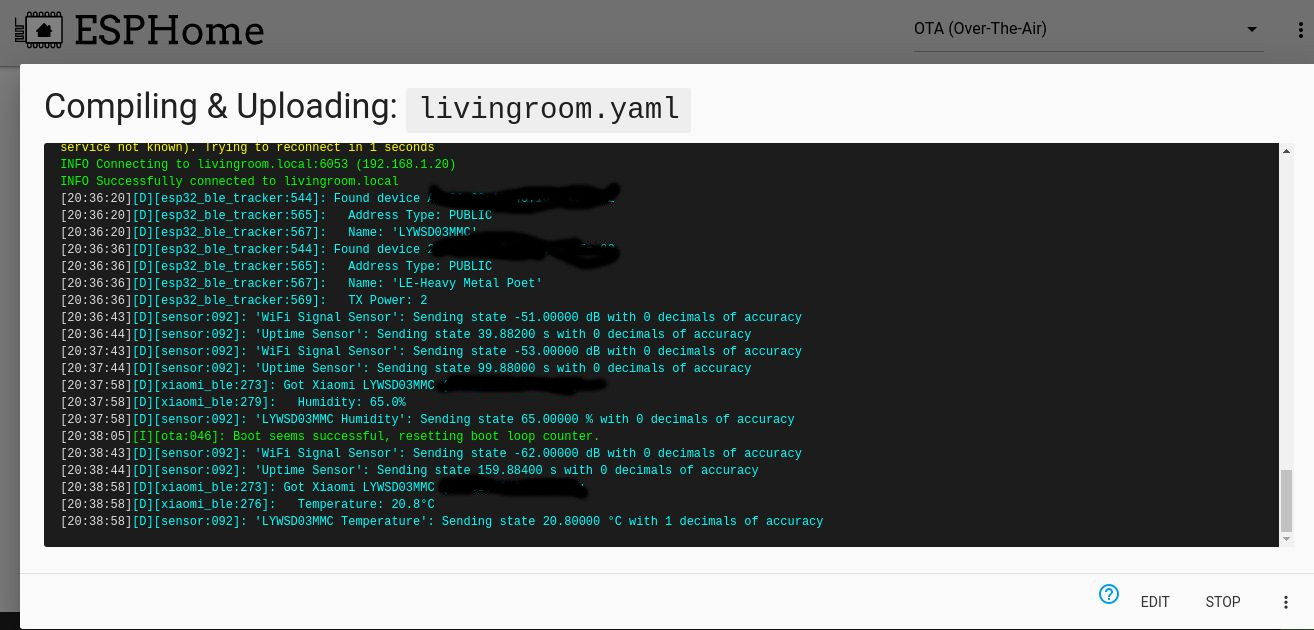 ESPHome
OTA (Over-The-Air)
Compiling & Uploading: livingroom.yaml
service not known). Trying to reconnect in 1 seconds
INFO Connecting to livingroom.local:6053 (192.168.1.20)
INFO Successfully connected to livingroom.local
[20:36:20][D][esp32_ble_tracker:544]: Found device
[20:36:20][D][esp32_ble_tracker:565]:   Address Type: PUBLIC
[20:36:20][D][esp32_ble_tracker:567]:   Name: 'LYWSD03MMC'
[20:36:36][D][esp32_ble_tracker:544]: Found device
[20:36:36][D][esp32_ble_tracker:565]:   Address Type: PUBLIC
[20:36:36][D][esp32_ble_tracker:567]:   Name: 'LE-Heavy Metal Poet'
[20:36:36][D][esp32_ble_tracker:569]:   TX Power: 2
[20:36:43][D][sensor:092]: 'WiFi Signal Sensor': Sending state -51.00000 dB with 0 decimals of accuracy
[20:36:44][D][sensor:092]: 'Uptime Sensor': Sending state 39.88200 s with 0 decimals of accuracy
[20:37:43][D][sensor:092]: 'WiFi Signal Sensor': Sending state -53.00000 dB with 0 decimals of accuracy
[20:37:44][D][sensor:092]: 'Uptime Sensor': Sending state 99.88000 s with 0 decimals of accuracy
[20:37:58][D][xiaomi_ble:273]: Got Xiaomi LYWSD03MMC
[20:37:58][D][xiaomi_ble:279]:   Humidity: 65.0%
[20:37:58][D][sensor:092]: 'LYWSD03MMC Humidity': Sending state 65.00000 % with 0 decimals of accuracy
[20:38:05][I][ota:046]: Boot seems successful, resetting boot loop counter.
[20:38:43][D][sensor:092]: 'WiFi Signal Sensor': Sending state -62.00000 dB with 0 decimals of accuracy
[20:38:44][D][sensor:092]: 'Uptime Sensor': Sending state 159.88400 s with 0 decimals of accuracy
[20:38:58][D][xiaomi_ble:273]: Got Xiaomi LYWSD03MMC
[20:38:58][D][xiaomi_ble:276]:   Temperature: 20.8°C
[20:38:58][D][sensor:092]: 'LYWSD03MMC Temperature': Sending state 20.80000 °C with 1 decimals of accuracy
? EDIT STOP